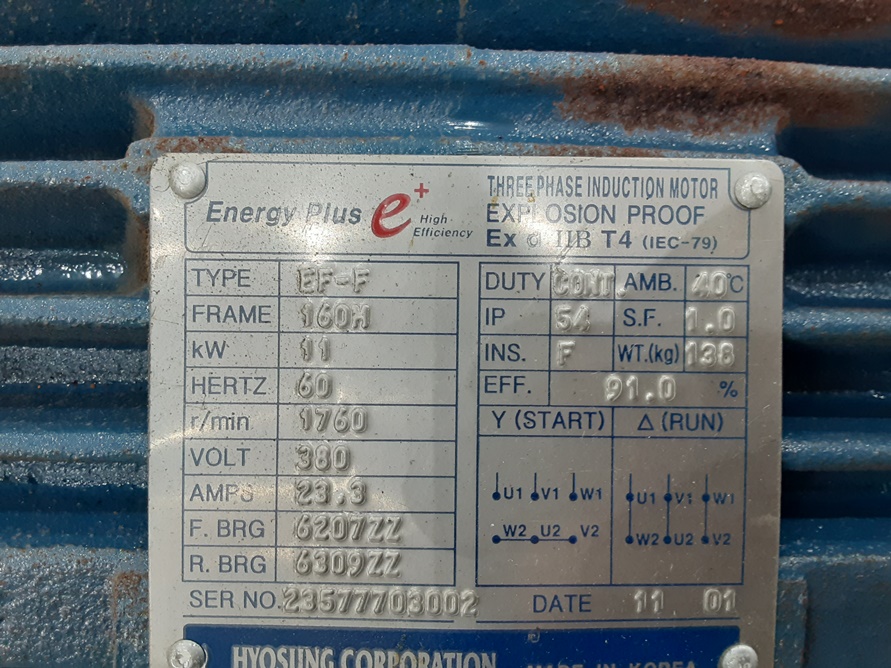 Energy Plus e+ High Efficiency
THREE PHASE INDUCTION MOTOR
EXPLOSION PROOF
Ex d IIB T4 (IEC-79)
TYPE EF-F
FRAME 160M
kW 11
HERTZ 60
r/min 1760
VOLT 380
AMPS 23.3
F. BRG 6207ZZ
R. BRG 6309ZZ
DUTY CONT. AMB. 40°C
IP 54 S.F. 1.0
INS. F WT.(kg) 138
EFF. 91.0 %
Y (START) Δ (RUN)
U1 V1 W1 U1 V1 W1
W2 U2 V2 W2 U2 V2
SER NO. 23577703002 DATE 11 01
HYOSUNG CORPORATION MADE IN KOREA